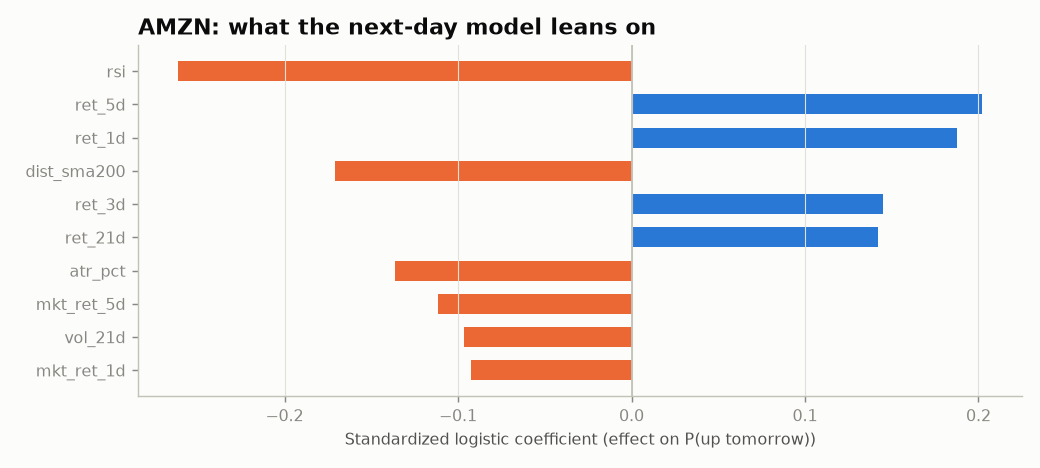 AMZN: what the next-day model leans on
rsi
ret_5d
ret_1d
dist_sma200
ret_3d
ret_21d
atr_pct
mkt_ret_5d
vol_21d
mkt_ret_1d
−0.2 −0.1 0.0 0.1 0.2
Standardized logistic coefficient (effect on P(up tomorrow))